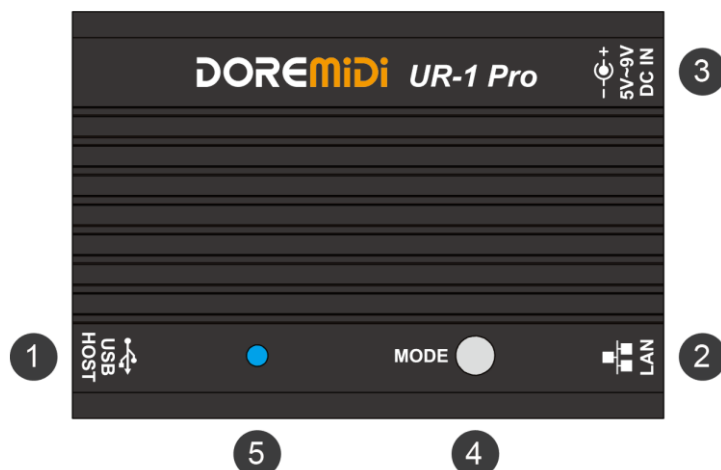 DOREMiDi UR-1 Pro
5V~9V
DC IN
3
1
USB
HOST
MODE
LAN
2
5
4